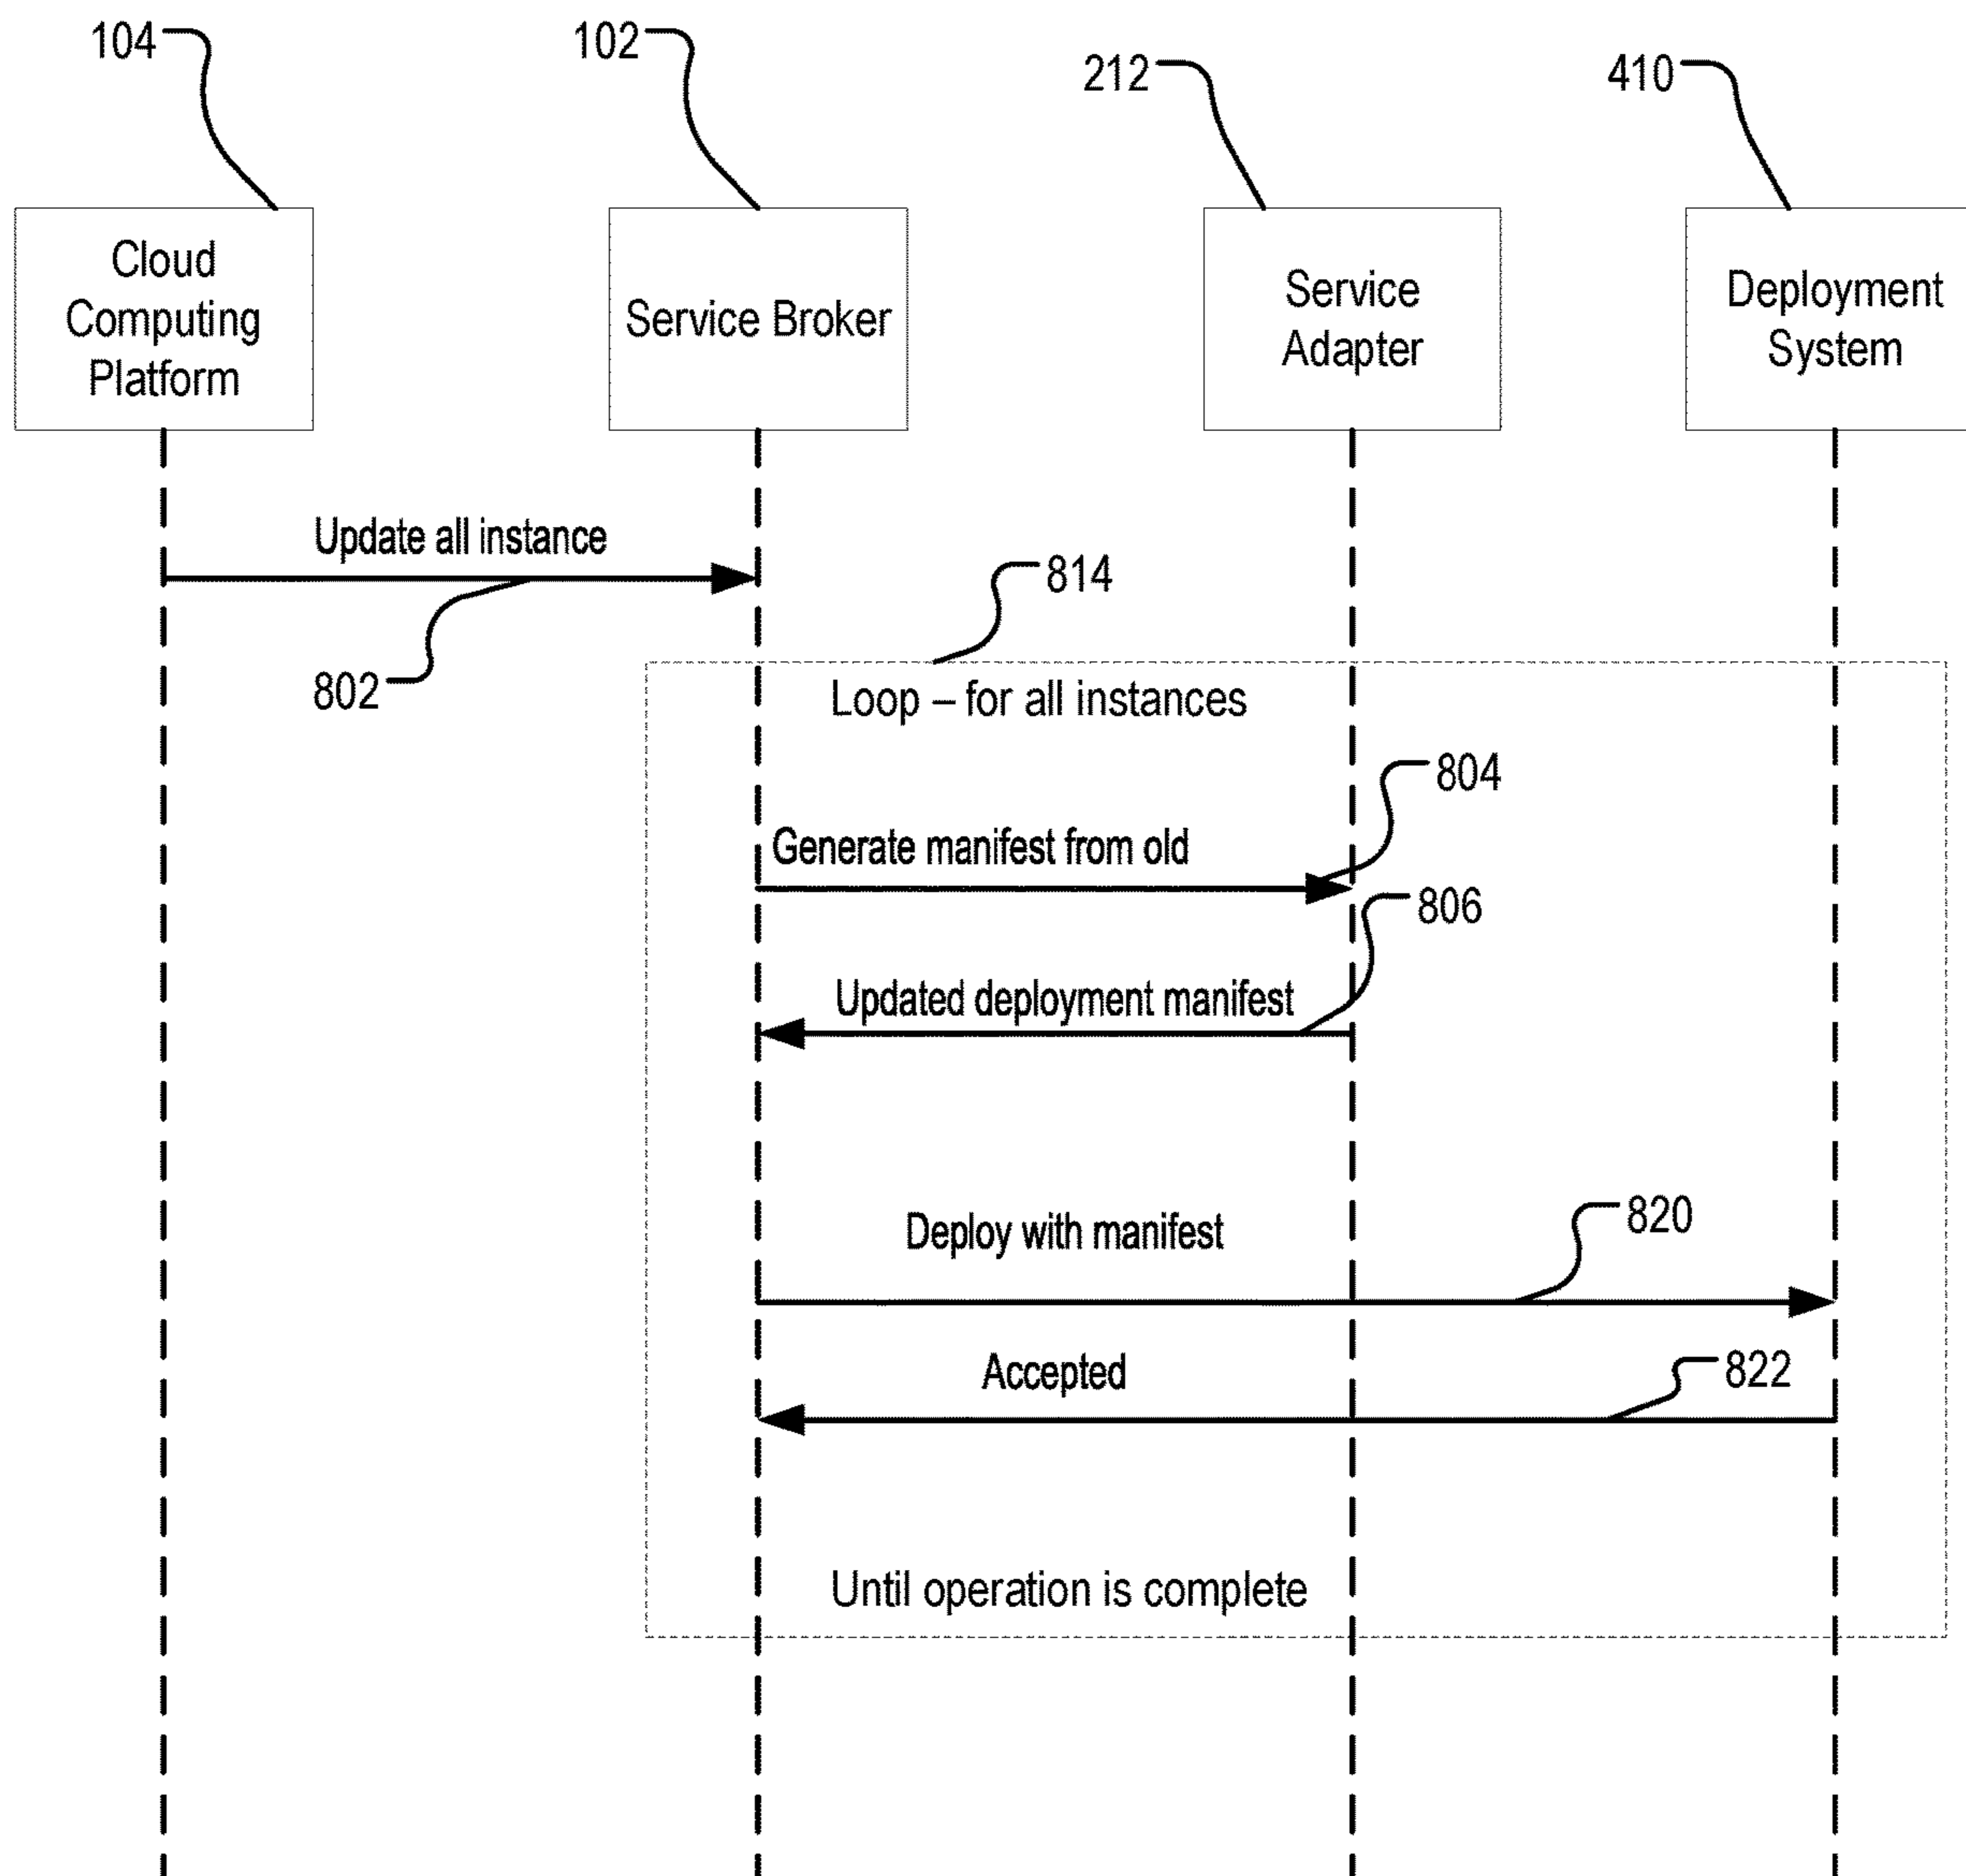 104
102
212
410
Cloud
Computing
Platform
Service Broker
Service
Adapter
Deployment
System
Update all instance
802
814
Loop – for all instances
804
Generate manifest from old
806
Updated deployment manifest
820
Deploy with manifest
822
Accepted
Until operation is complete